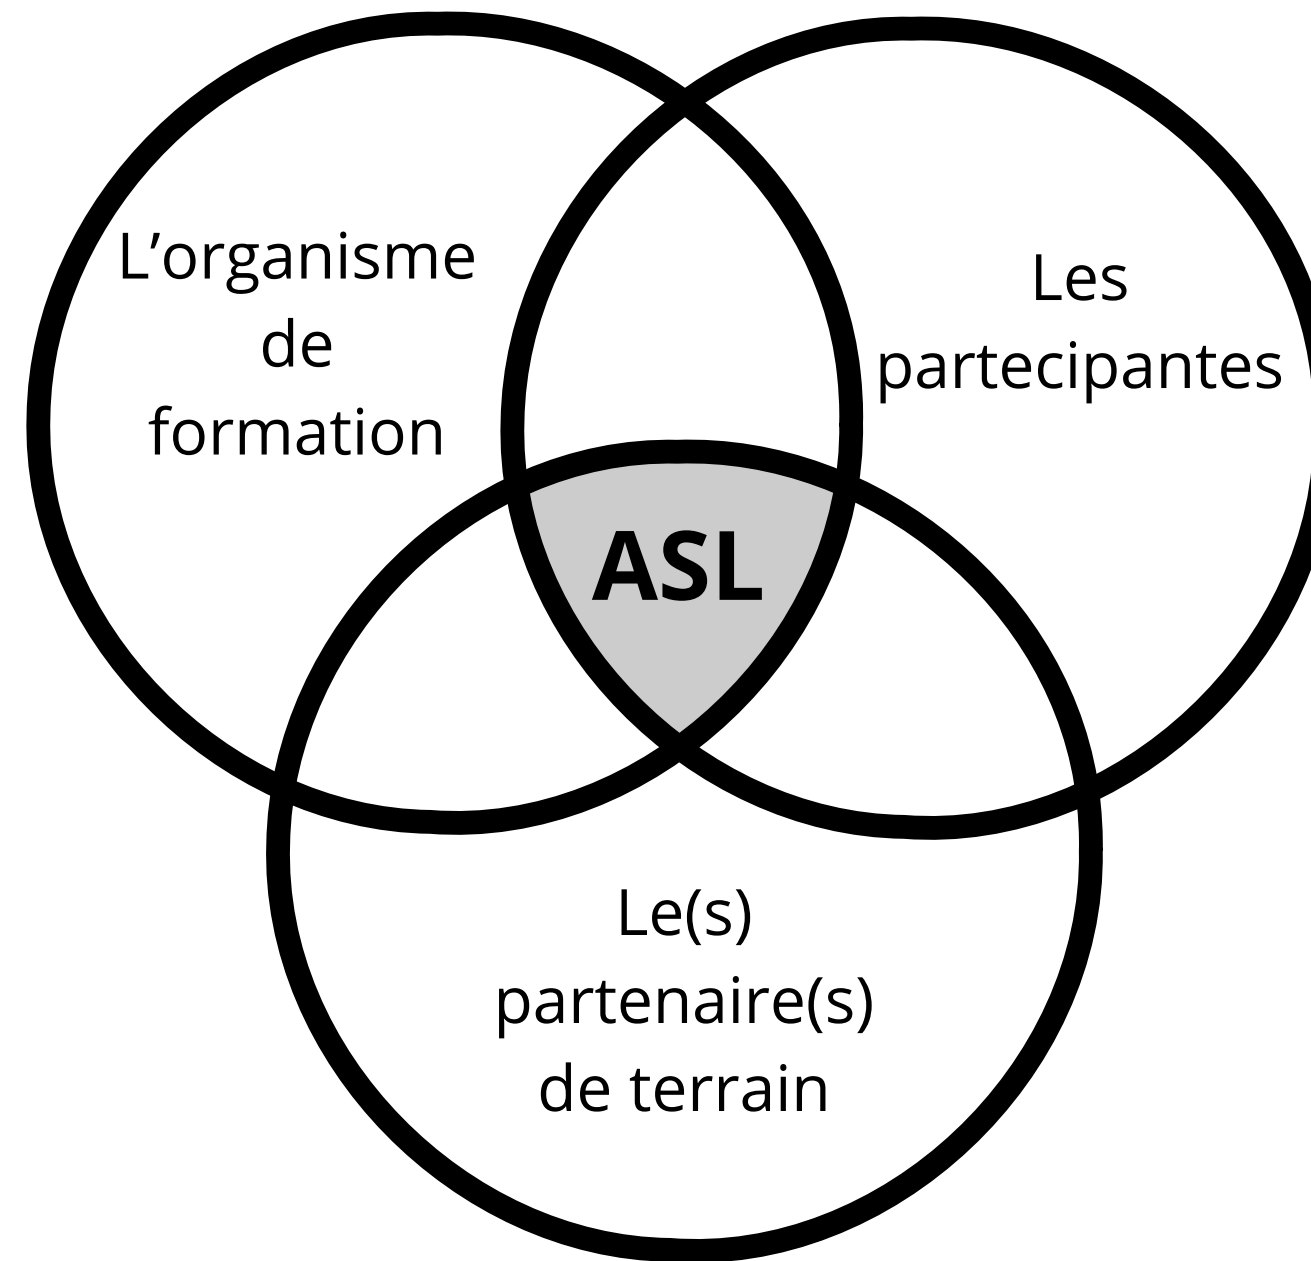 L’organisme
de
formation
Les
partecipantes
ASL
Le(s)
partenaire(s)
de terrain